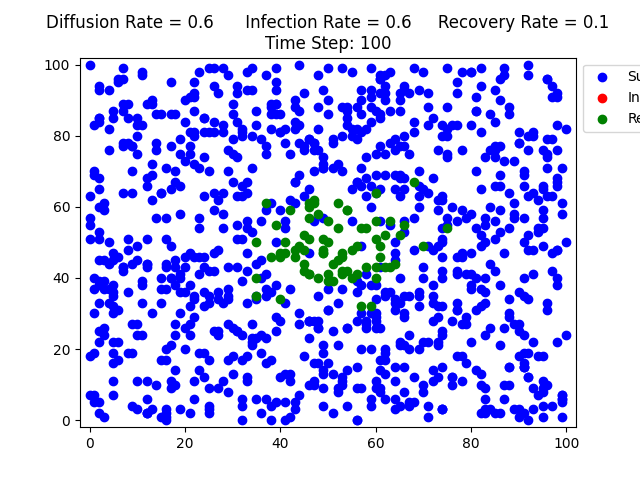 Diffusion Rate = 0.6 Infection Rate = 0.6 Recovery Rate = 0.1
Time Step: 100
100
80
60
40
20
0
0 20 40 60 80 100
Su
In
Re